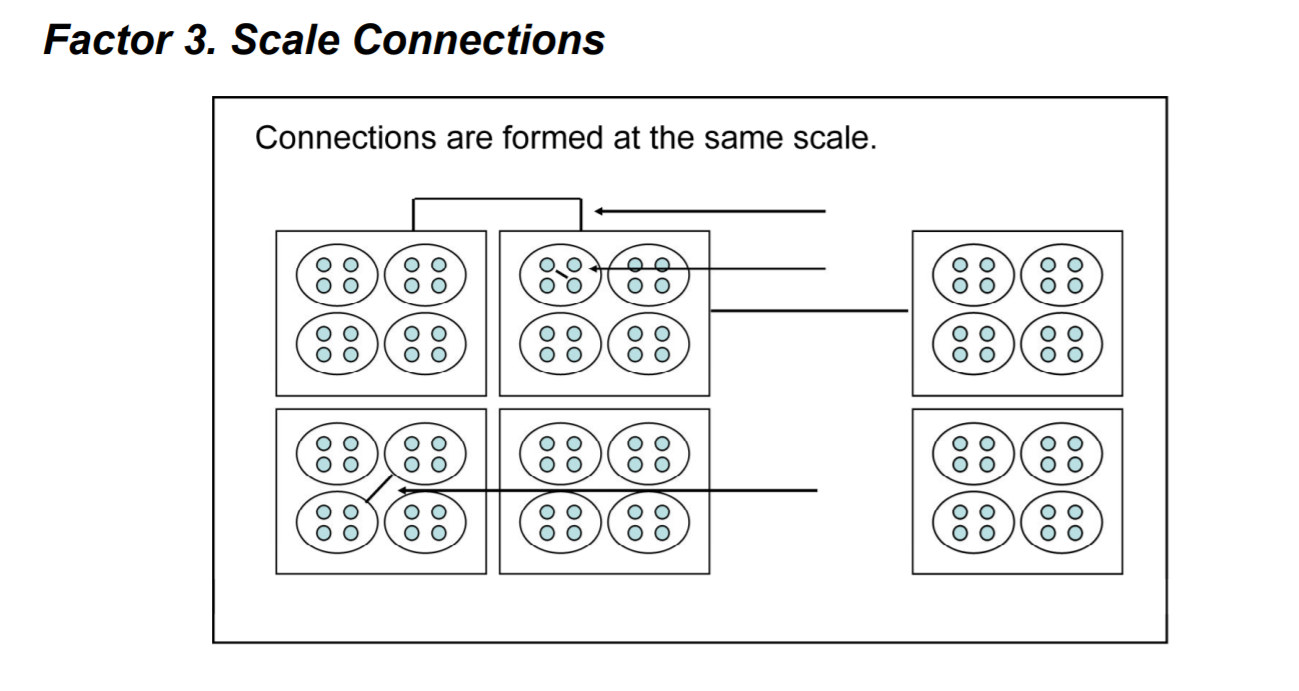 Factor 3. Scale Connections
Connections are formed at the same scale.